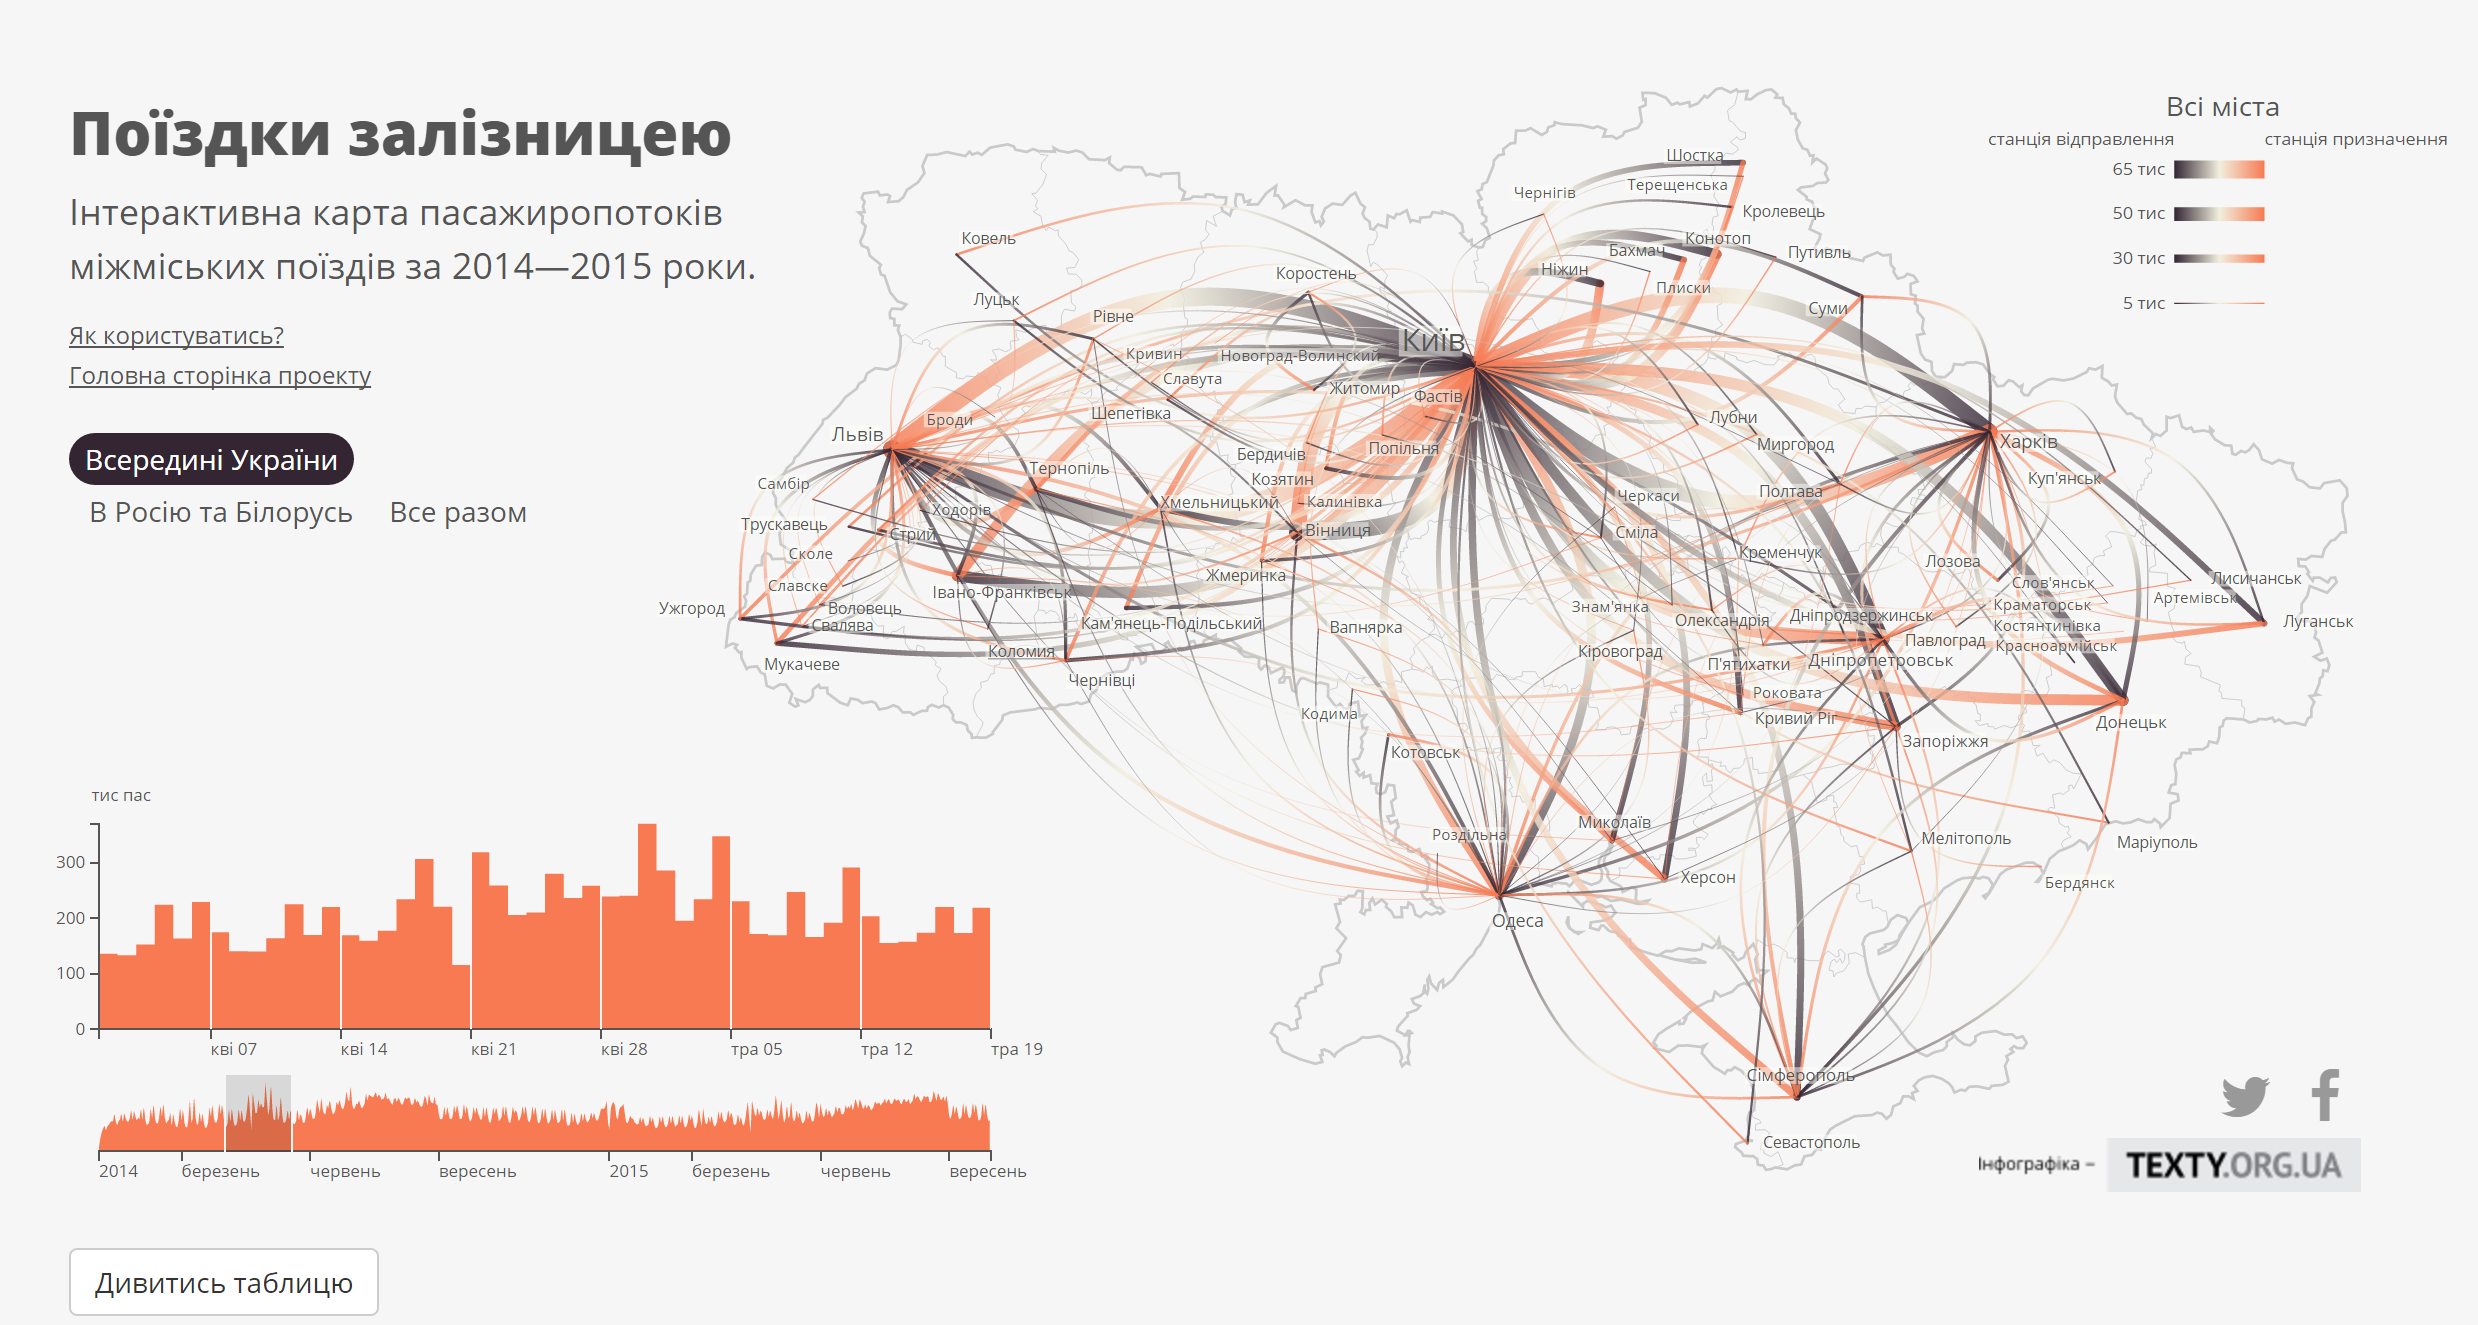 Поїздки залізницею
Інтерактивна карта пасажиропотоків
міжміських поїздів за 2014—2015 роки.
Як користуватись?
Головна сторінка проекту
Всередині України
В Росію та Білорусь
Все разом
Всі міста
станція відправлення
станція призначення
65 тис
50 тис
30 тис
5 тис
Шостка
Терещенська
Чернігів
Кролевець
Ковель
Конотоп
Бахмач
Путивль
Ніжин
Коростень
Плиски
Луцьк
Суми
Рівне
Київ
Кривин
Новоград-Волинский
Славута
Житомир
Фастів
Шепетівка
Броди
Лубни
Львів
Харків
Миргород
Попільня
Бердичів
Тернопіль
Козятин
Куп'янськ
Самбір
Полтава
Черкаси
Хмельницький
Калинівка
Ходорів
Трускавець
Вінниця
Стрий
Сміла
Сколе
Кременчук
Лозова
Жмеринка
Слов'янськ
Лисичанськ
Славске
Івано-Франківськ
Артемівськ
Ужгород
Воловець
Знам'янка
Краматорськ
Дніпродзержинськ
Свалява
Кам'янець-Подільський
Вапнярка
Олександрія
Костянтинівка
Луганськ
Павлоград
Красноармійськ
Коломия
Кіровоград
Мукачеве
П'ятихатки
Дніпропетровськ
Чернівці
Роковата
Кодима
Кривий Ріг
Донецьк
Запоріжжя
Котовськ
Миколаїв
Роздільна
Мелітополь
Маріуполь
Херсон
Бердянск
Одеса
Сімферополь
Севастополь
тис пас
300
200
100
0
кві 07
кві 14
кві 21
кві 28
тра 05
тра 12
тра 19
2014
березень
червень
вересень
2015
березень
червень
вересень
Інфографіка –
TEXTY.ORG.UA
Дивитись таблицю